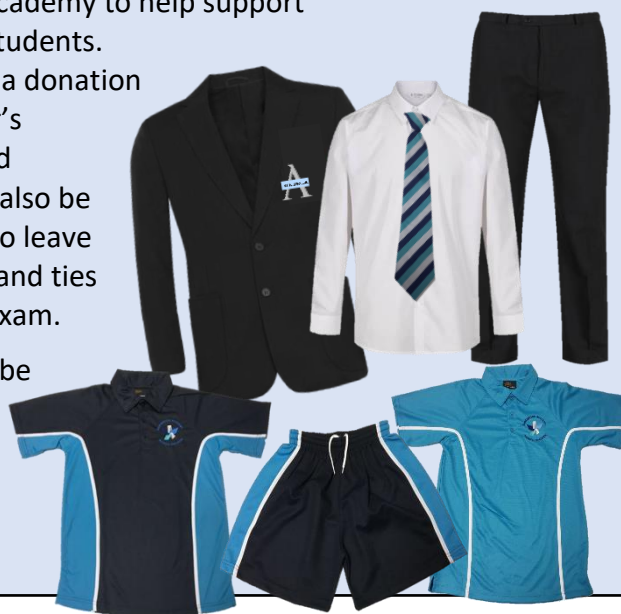 cademy to help support
tudents.
a donation
's
d
also be
o leave
and ties
xam.
be
A